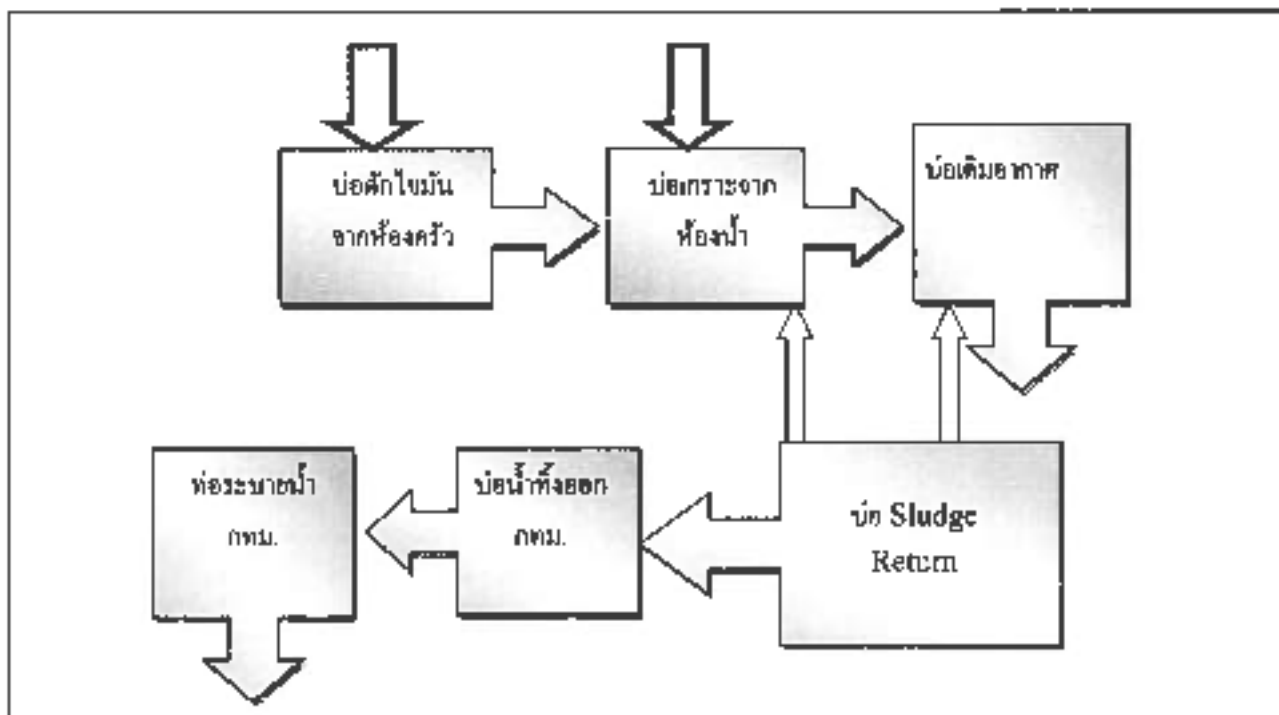 บ่อดักไขมัน
จากห้องครัว
บ่อเกราะจาก
ห้องน้ำ
บ่อเติมอากาศ
ท่อระบายน้ำ
กทม.
บ่อน้ำทิ้งออก
กทม.
บ่อ Sludge
Return